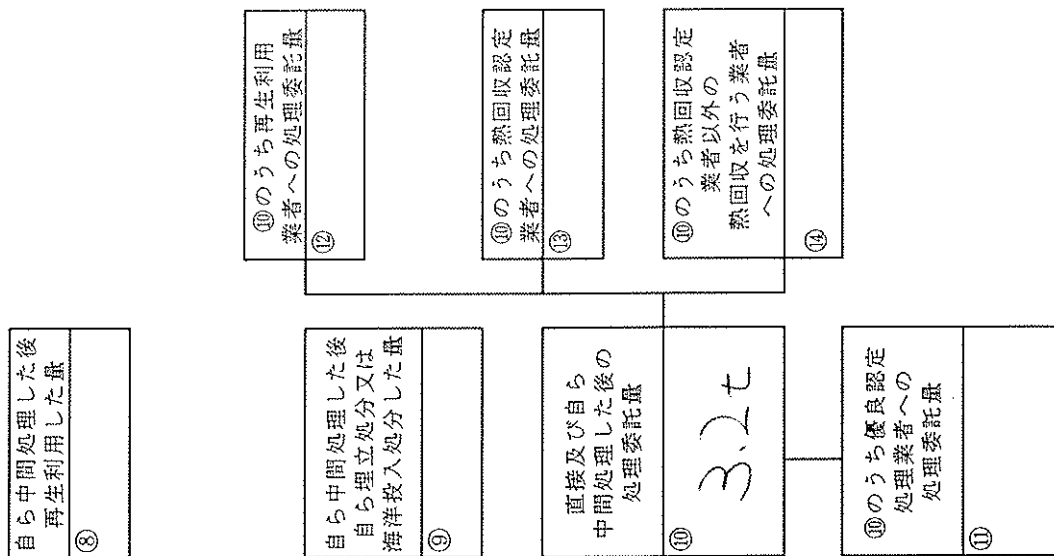 自ら中間処理した後
再生利用した量
⑧
自ら中間処理した後
自ら埋立処分又は
海洋投入処分した量
⑨
直接及び自ら
中間処理した後の
処理委託量
⑩
3.2t
⑩のうち優良認定
処理業者への
処理委託量
⑪
⑩のうち再生利用
業者への処理委託量
⑫
⑩のうち熱回収認定
業者への処理委託量
⑬
⑩のうち熱回収認定
業者以外の
熱回収を行う業者
への処理委託量
⑭